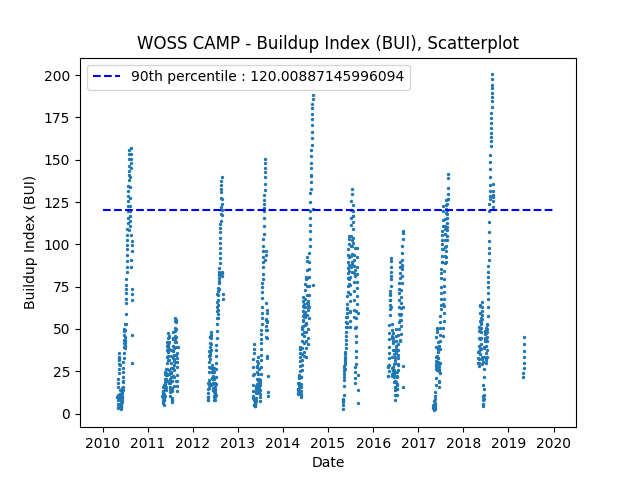 WOSS CAMP - Buildup Index (BUI), Scatterplot
90th percentile : 120.00887145996094
200
175
150
125
100
75
50
25
0
Buildup Index (BUI)
2010 2011 2012 2013 2014 2015 2016 2017 2018 2019 2020
Date